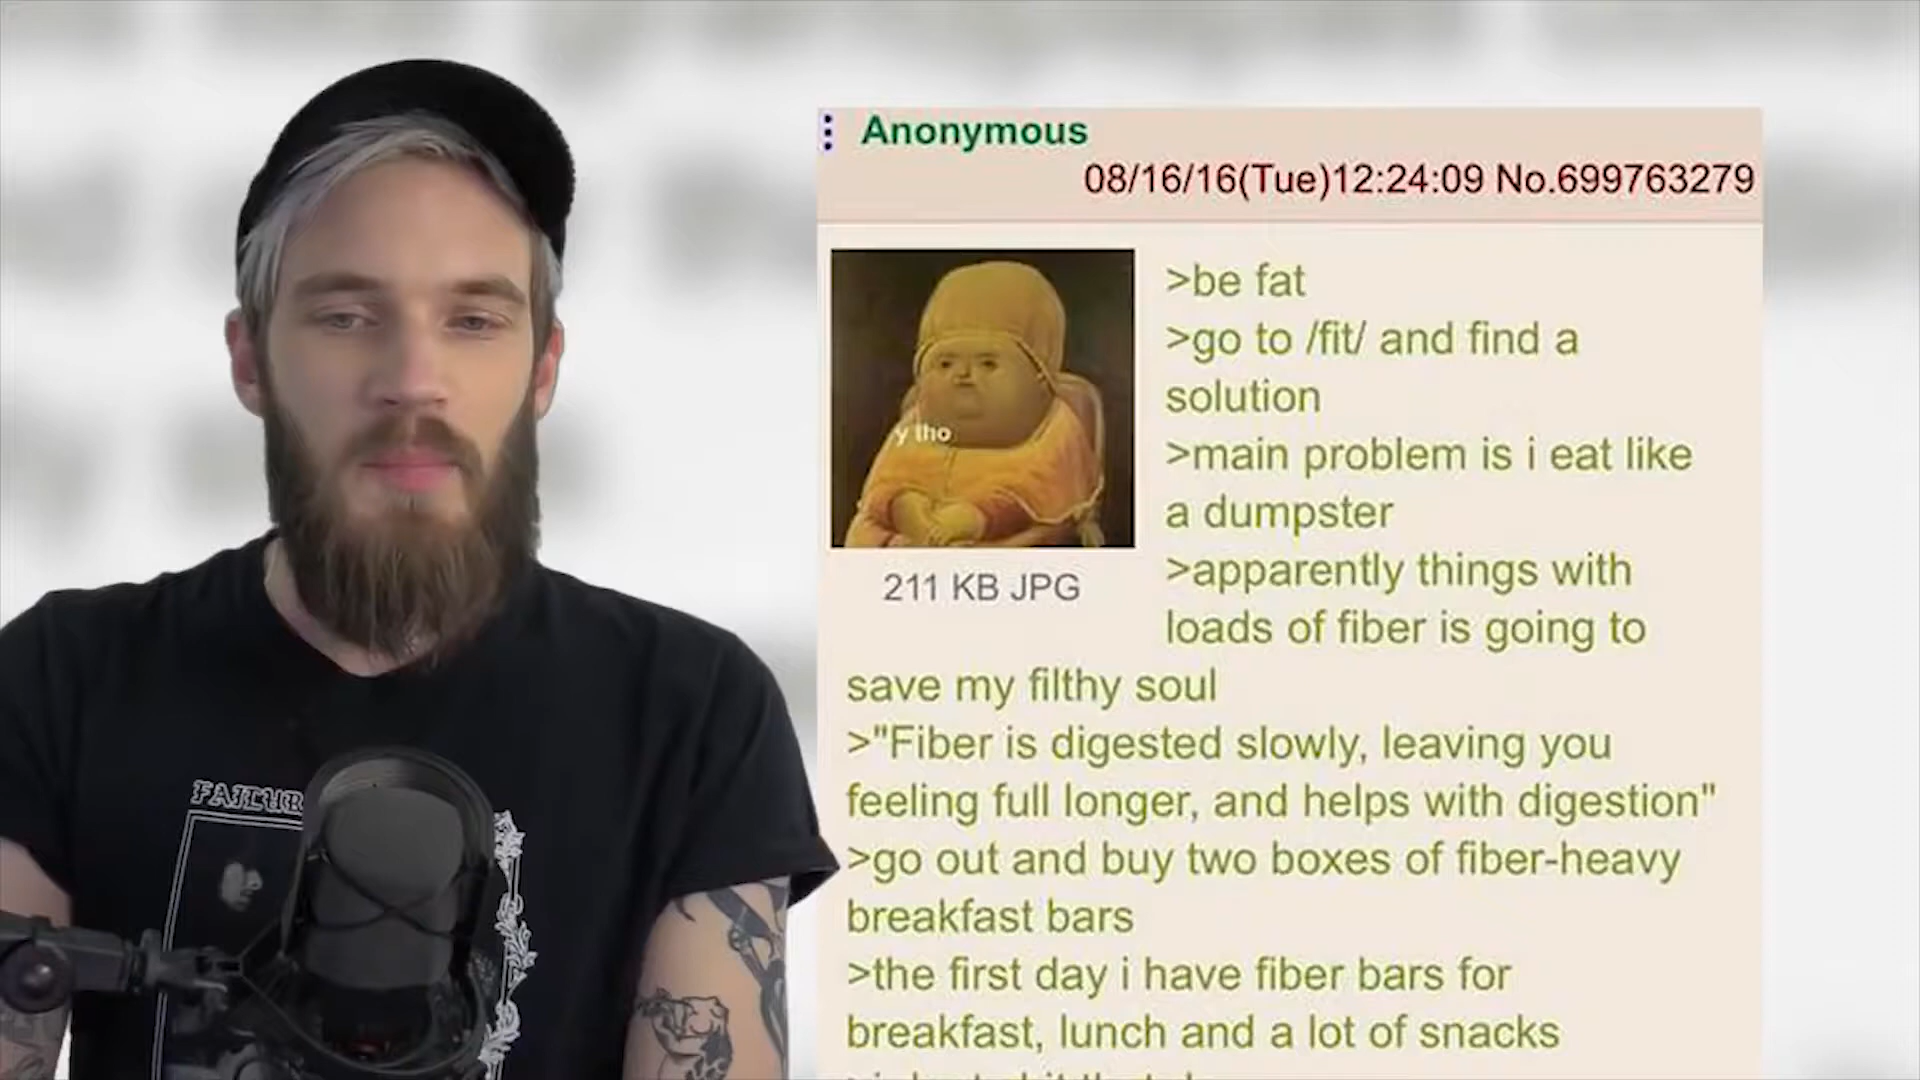 Anonymous
08/16/16(Tue)12:24:09 No.699763279
y tho
211 KB JPG
>be fat
>go to /fit/ and find a
solution
>main problem is i eat like
a dumpster
>apparently things with
loads of fiber is going to
save my filthy soul
>"Fiber is digested slowly, leaving you
feeling full longer, and helps with digestion"
>go out and buy two boxes of fiber-heavy
breakfast bars
>the first day i have fiber bars for
breakfast, lunch and a lot of snacks